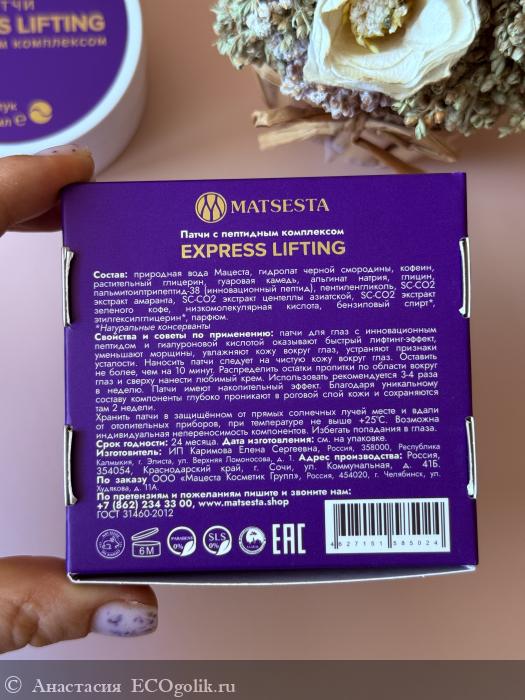 ТЧИ
S LIFTING
м комплексом
тук
мл e
MATSESTA
Патчи с пептидным комплексом
EXPRESS LIFTING
Состав: природная вода Мацеста, гидролат черной смородины, кофеин,
растительный глицерин, гуаровая камедь, альгинат натрия, глицин,
пальмитоилтрипептид-38 (инновационный пептид), пентиленгликоль, SC-CO2
экстракт амаранта, SC-CO2 экстракт центеллы азиатской, SC-CO2 экстракт
зеленого кофе, низкомолекулярная кислота, бензиловый спирт*,
этилгексилглицерин*, парфюм.
*Натуральные консерванты
Свойства и советы по применению: патчи для глаз с инновационным
пептидом и гиалуроновой кислотой оказывают быстрый лифтинг-эффект,
уменьшают морщины, увлажняют кожу вокруг глаз, устраняют признаки
усталости. Наносить патчи следует на чистую кожу вокруг глаз. Оставить
не более, чем на 10 минут. Распределить остатки пропитки по области вокруг
глаз и сверху нанести любимый крем. Использовать рекомендуется 3-4 раза
в неделю. Патчи имеют накопительный эффект. Благодаря уникальному
составу компоненты глубоко проникают в роговой слой кожи и сохраняются
там 2 недели.
Хранить патчи в защищённом от прямых солнечных лучей месте и вдали
от отопительных приборов, при температуре не выше +25°С. Возможна
индивидуальная непереносимость компонентов. Избегать попадания в глаза.
Срок годности: 24 месяца. Дата изготовления: см. на упаковке.
Изготовитель: ИП Каримова Елена Сергеевна, Россия, 358000, Республика
Калмыкия, г. Элиста, ул. Верхняя Ломоносова, д. 1. Адрес производства: Россия,
354054, Краснодарский край, г. Сочи, ул. Коммунальная, д. 41Б.
По заказу ООО «Мацеста Косметик Групп», Россия, 454020, г. Челябинск, ул.
Худякова, д. 11А.
По претензиям и пожеланиям пишите и звоните нам:
+7 (862) 234 33 00, www.matsesta.shop
ГОСТ 31460-2012
6M
PARABENS 0%
SLS 0%
EAC
4627151585024
© Анастасия ECOgolik.ru